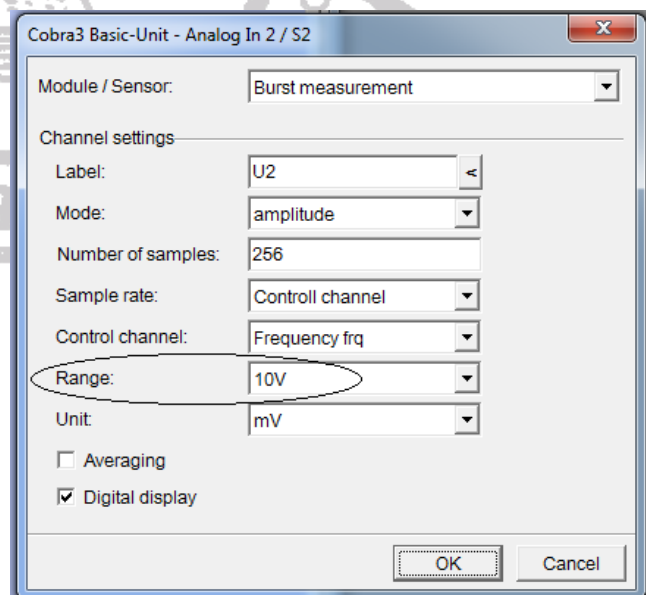 Cobra3 Basic-Unit - Analog In 2 / S2
Module / Sensor: Burst measurement
Channel settings
Label: U2 <
Mode: amplitude
Number of samples: 256
Sample rate: Controll channel
Control channel: Frequency frq
Range: 10V
Unit: mV
Averaging
Digital display
OK Cancel